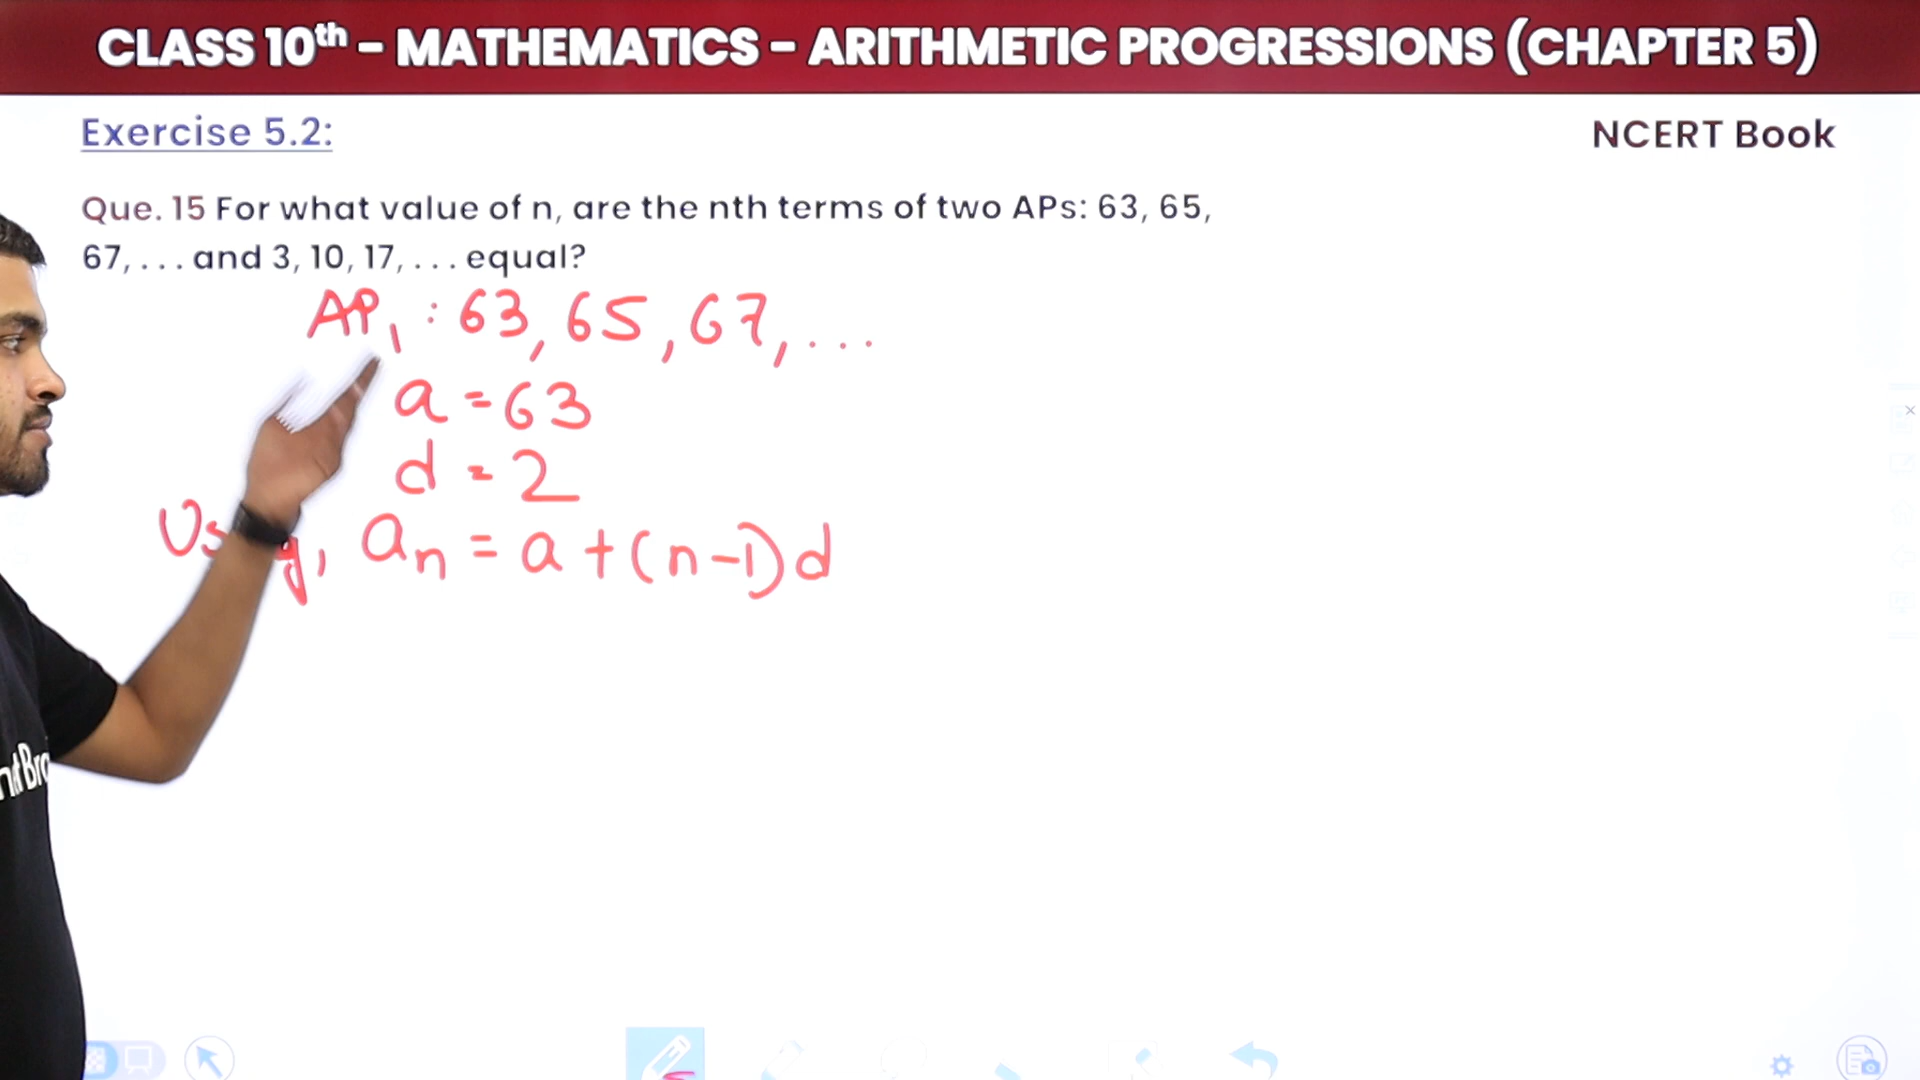 CLASS 10th – MATHEMATICS – ARITHMETIC PROGRESSIONS (CHAPTER 5)
Exercise 5.2:
NCERT Book
Que. 15 For what value of n, are the nth terms of two APs: 63, 65,
67, . . . and 3, 10, 17, . . . equal?
AP1 : 63, 65, 67, ...
a = 63
d = 2
an = a + (n-1)d